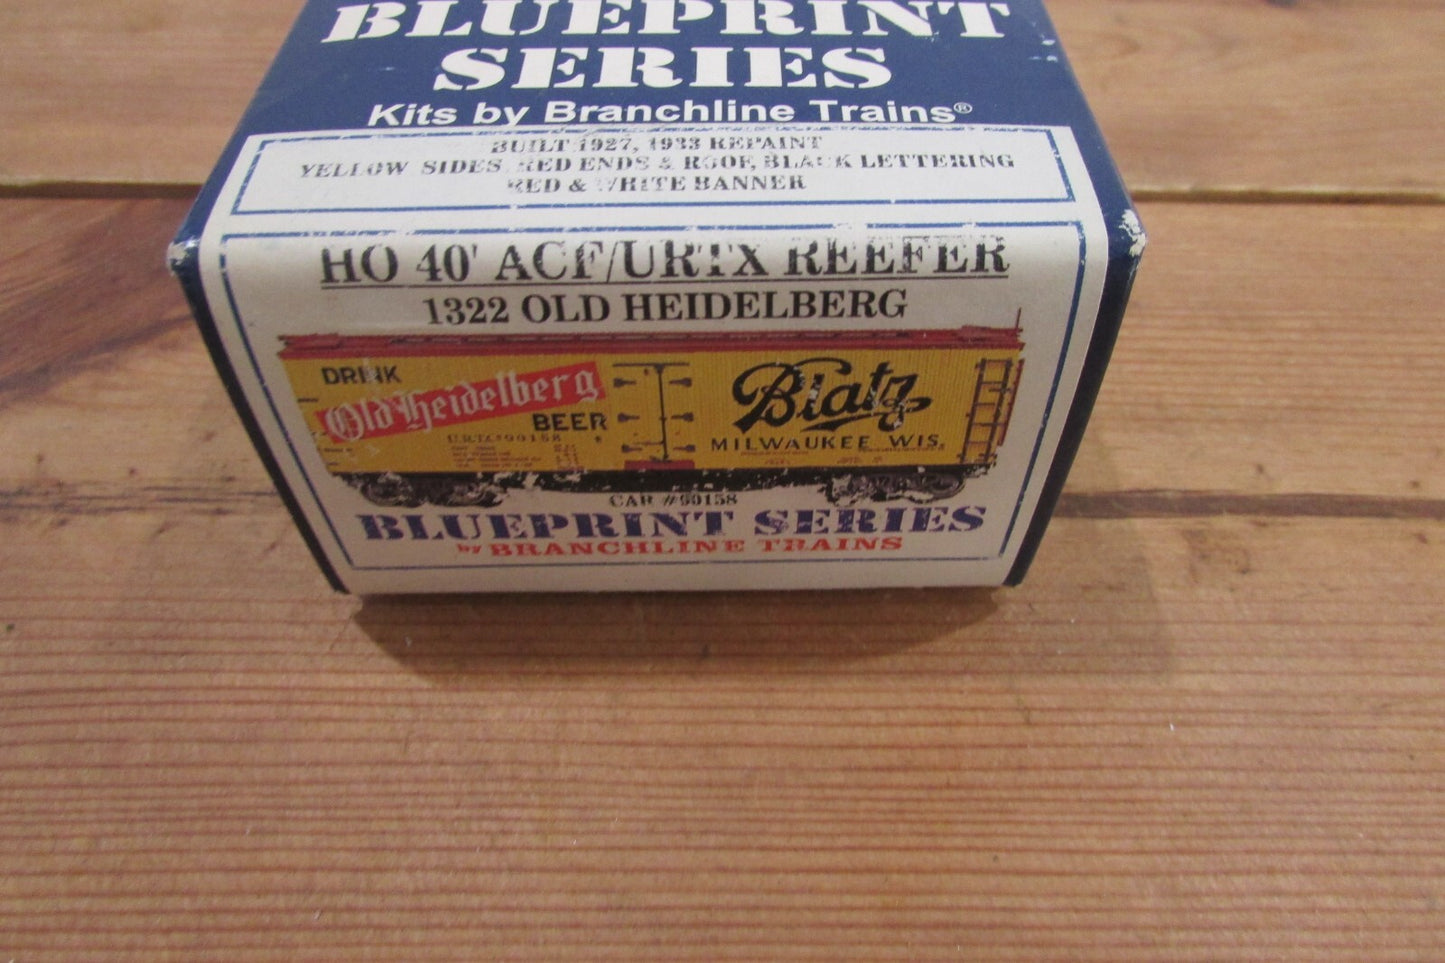 BLUEPRINT
SERIES
Kits by Branchline Trains®
BUILT 1927, 1933 REPAINT
YELLOW SIDES, RED ENDS & ROOF, BLACK LETTERING
RED & WHITE BANNER
HO 40' ACF/URTX REEFER
1322 OLD HEIDELBERG
DRINK
Old Heidelberg
BEER
U.R.T.X. 90158
Blatz
MILWAUKEE, WIS.
CAR #90158
BLUEPRINT SERIES
by BRANCHLINE TRAINS